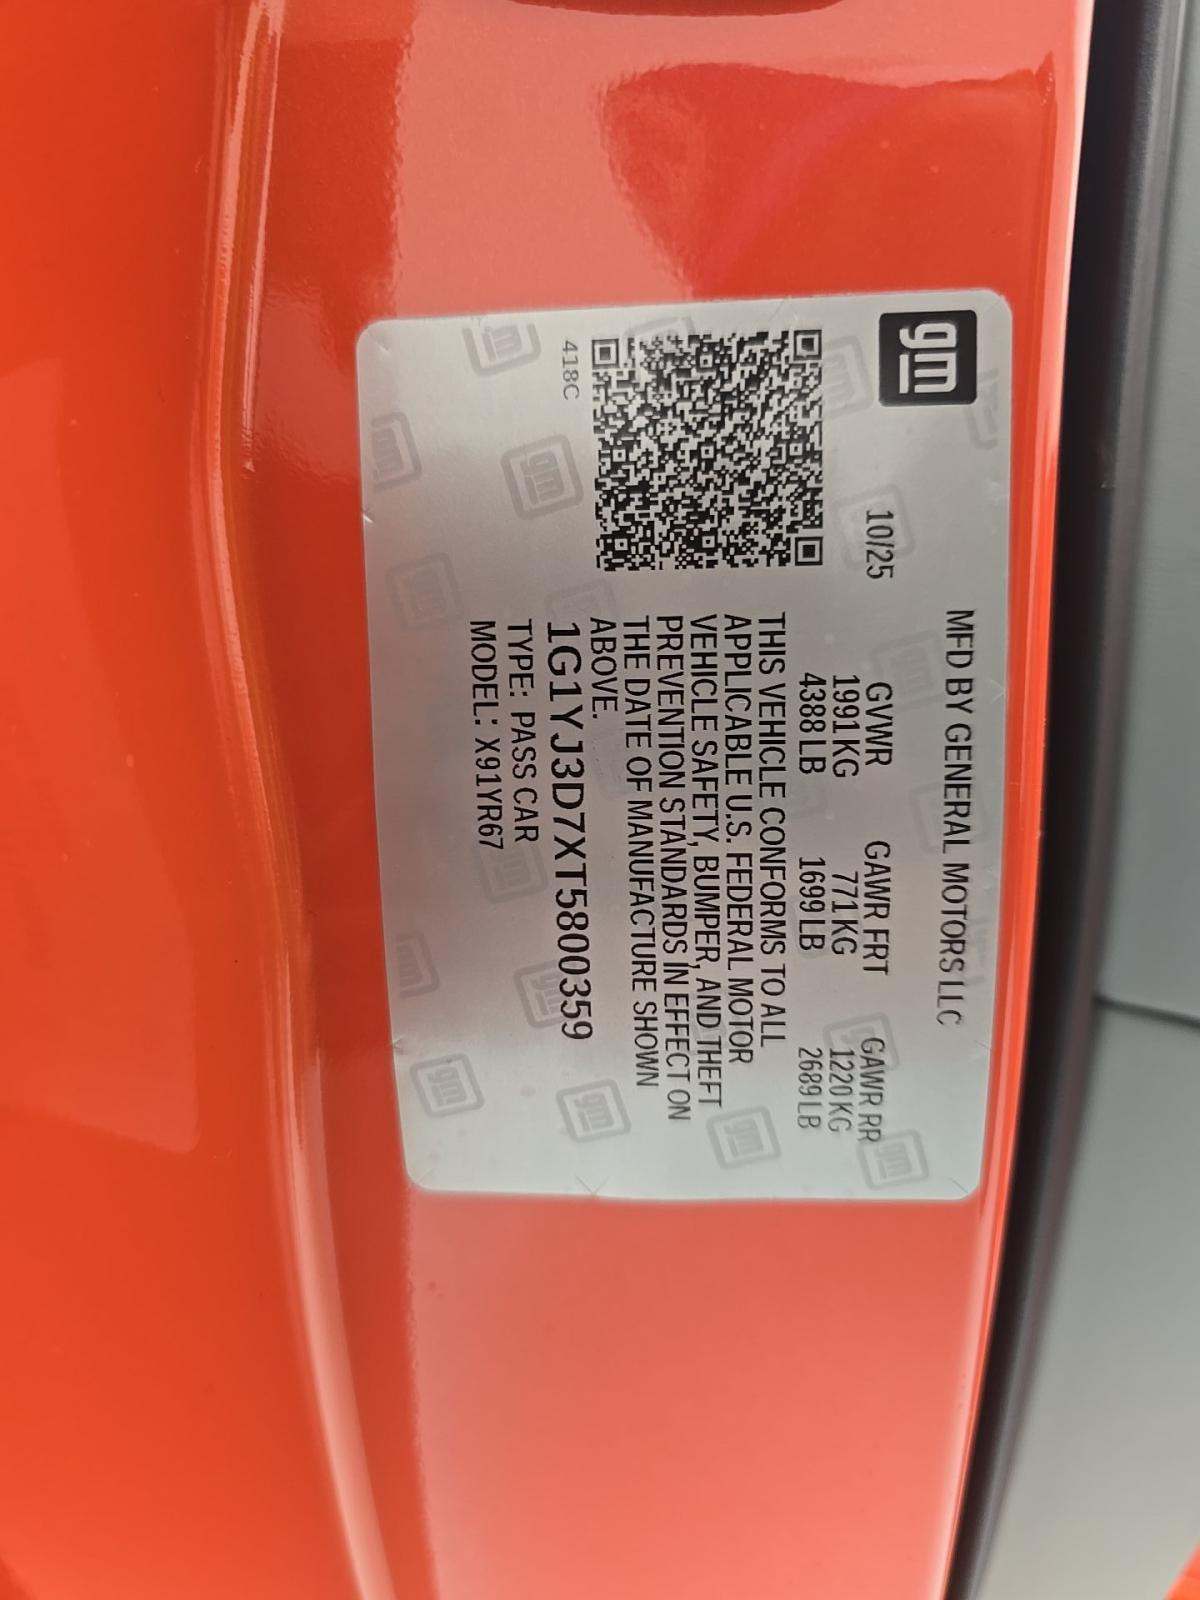 gm
MFD BY GENERAL MOTORS LLC
10/25 GVWR GAWR FRT GAWR RR
1991KG 771KG 1220KG
4388LB 1699LB 2689LB
THIS VEHICLE CONFORMS TO ALL
APPLICABLE U.S. FEDERAL MOTOR
VEHICLE SAFETY, BUMPER, AND THEFT
PREVENTION STANDARDS IN EFFECT ON
THE DATE OF MANUFACTURE SHOWN
ABOVE.
418C
1G1YJ3D7XT5800359
TYPE: PASS CAR
MODEL: X91YR67